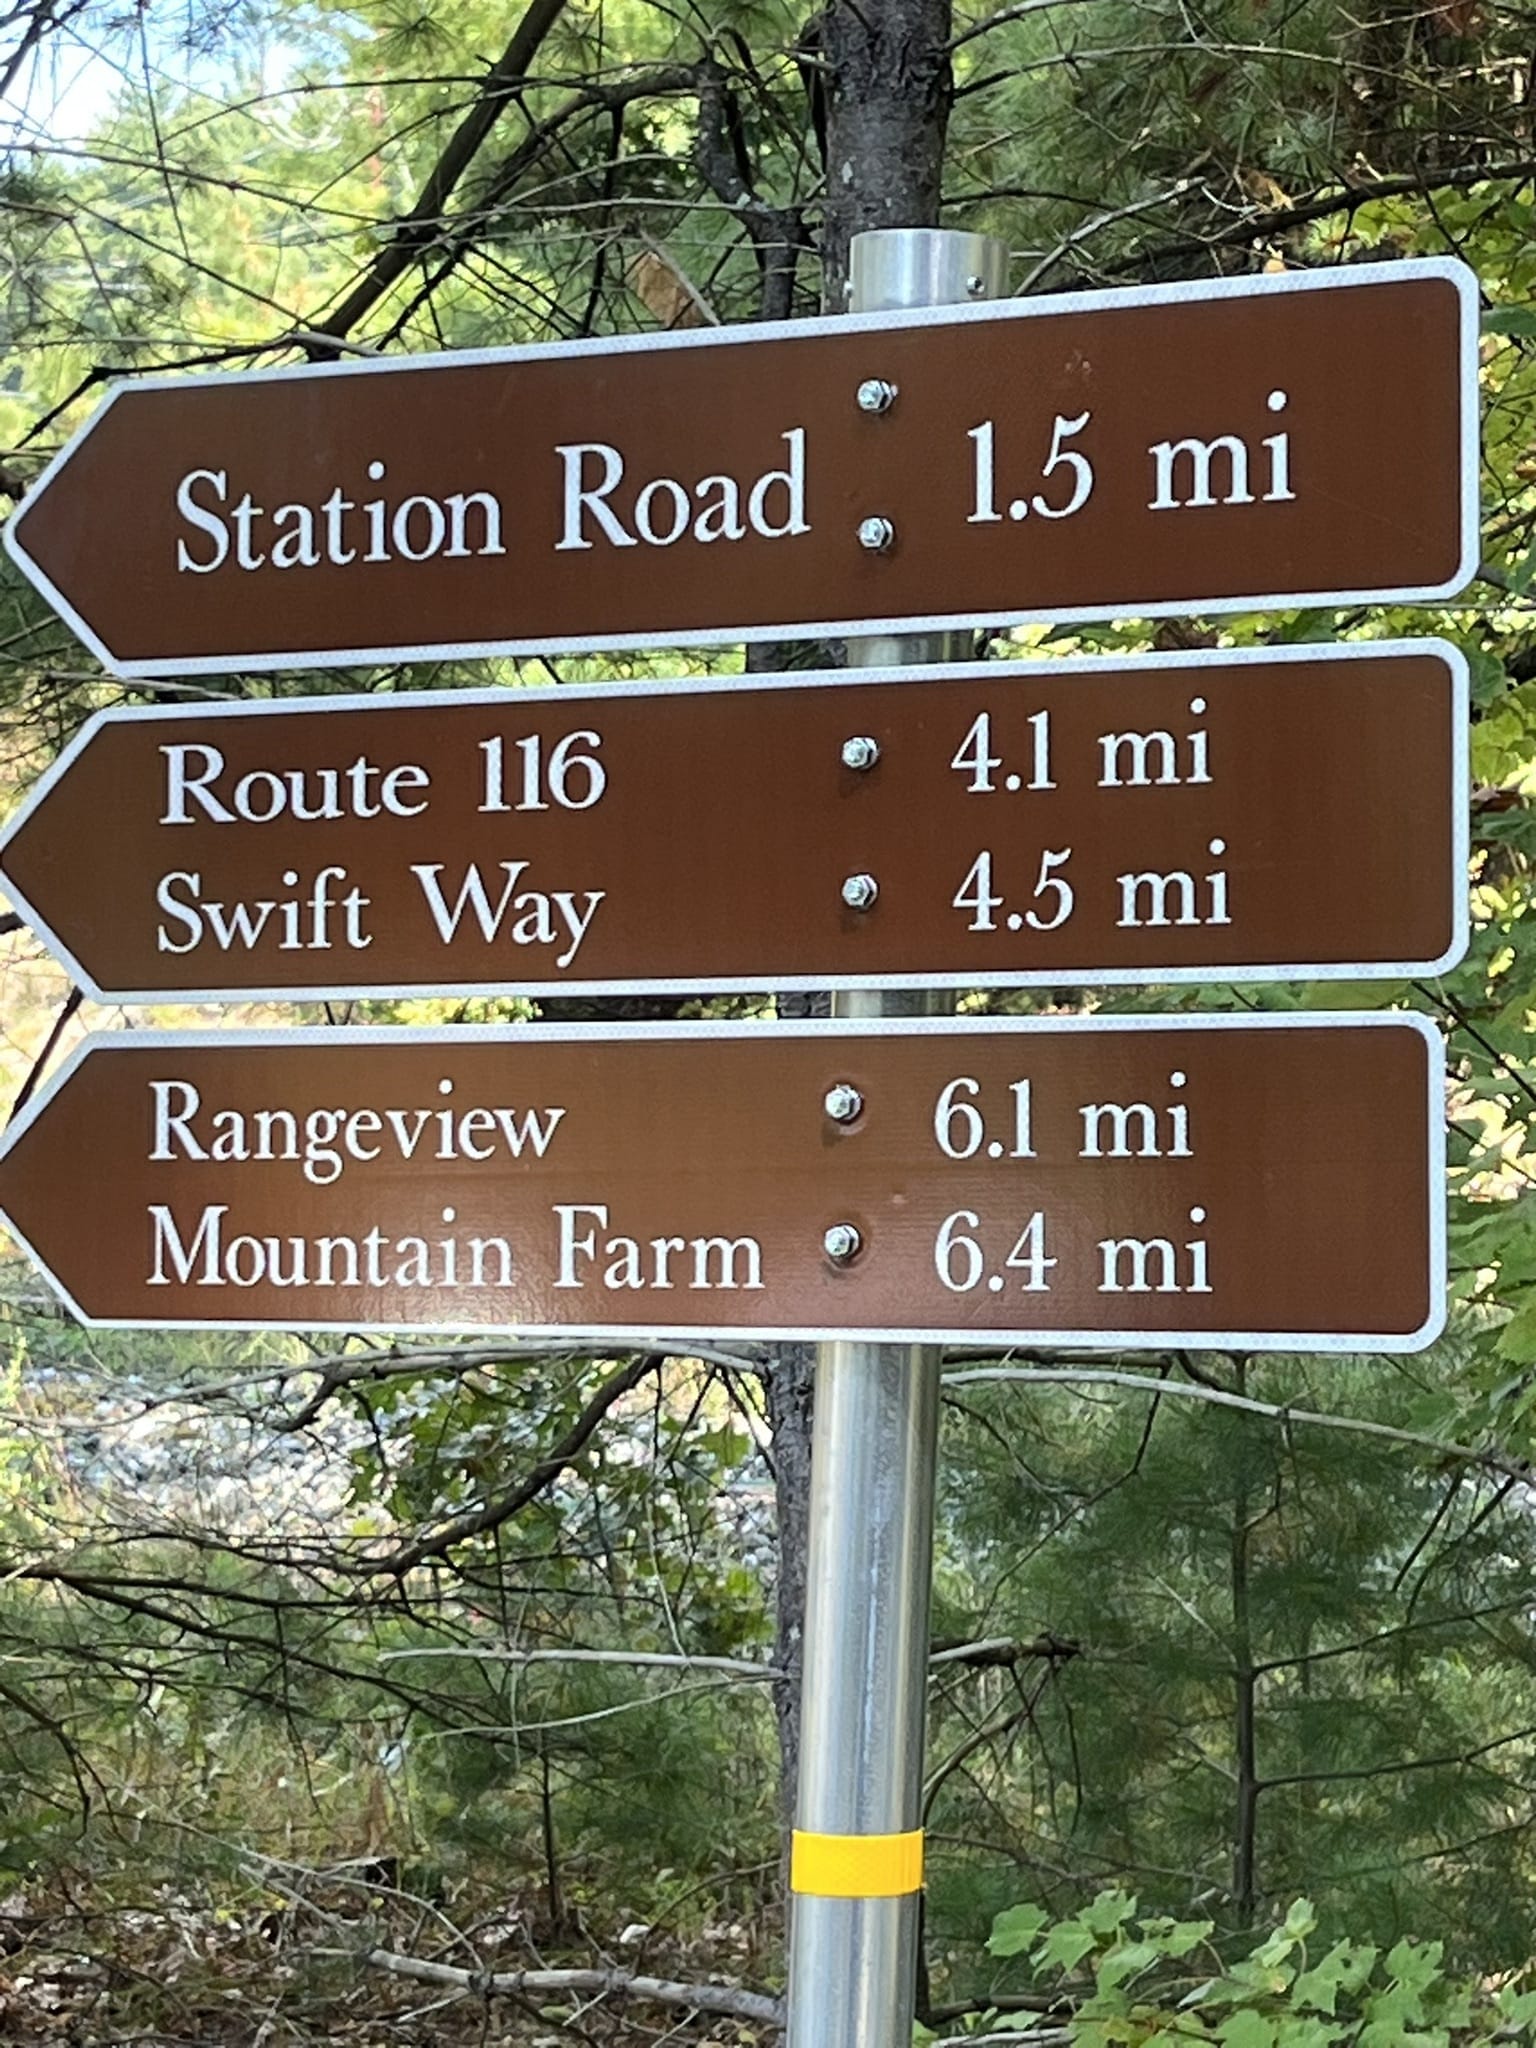 Station Road 1.5 mi
Route 116 4.1 mi
Swift Way 4.5 mi
Rangeview 6.1 mi
Mountain Farm 6.4 mi